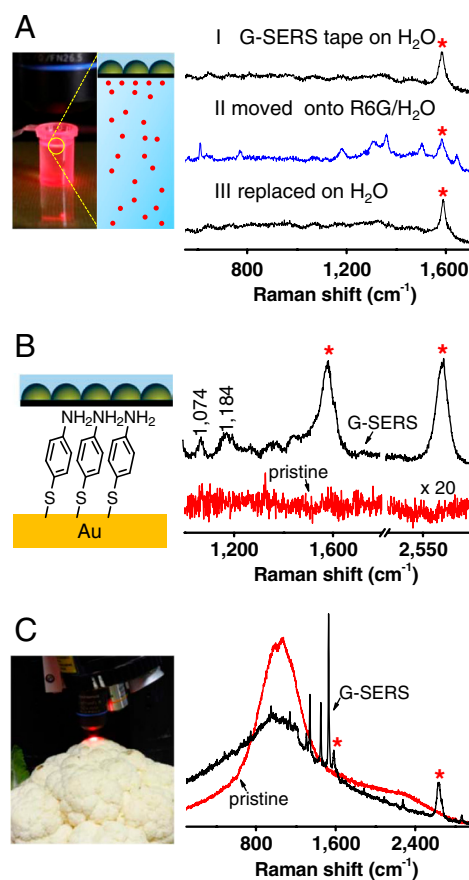 A
/FN26.5
I G-SERS tape on H₂O
*
II moved onto R6G/H₂O
*
III replaced on H₂O
*
800 1,200 1,600
Raman shift (cm⁻¹)
B
NH₂NH₂NH₂
S S S
Au
* *
1,074
1,184
G-SERS
pristine
x 20
1,200 1,600 2,550
Raman shift (cm⁻¹)
C
G-SERS
* *
pristine
800 1,600 2,400
Raman shift (cm⁻¹)